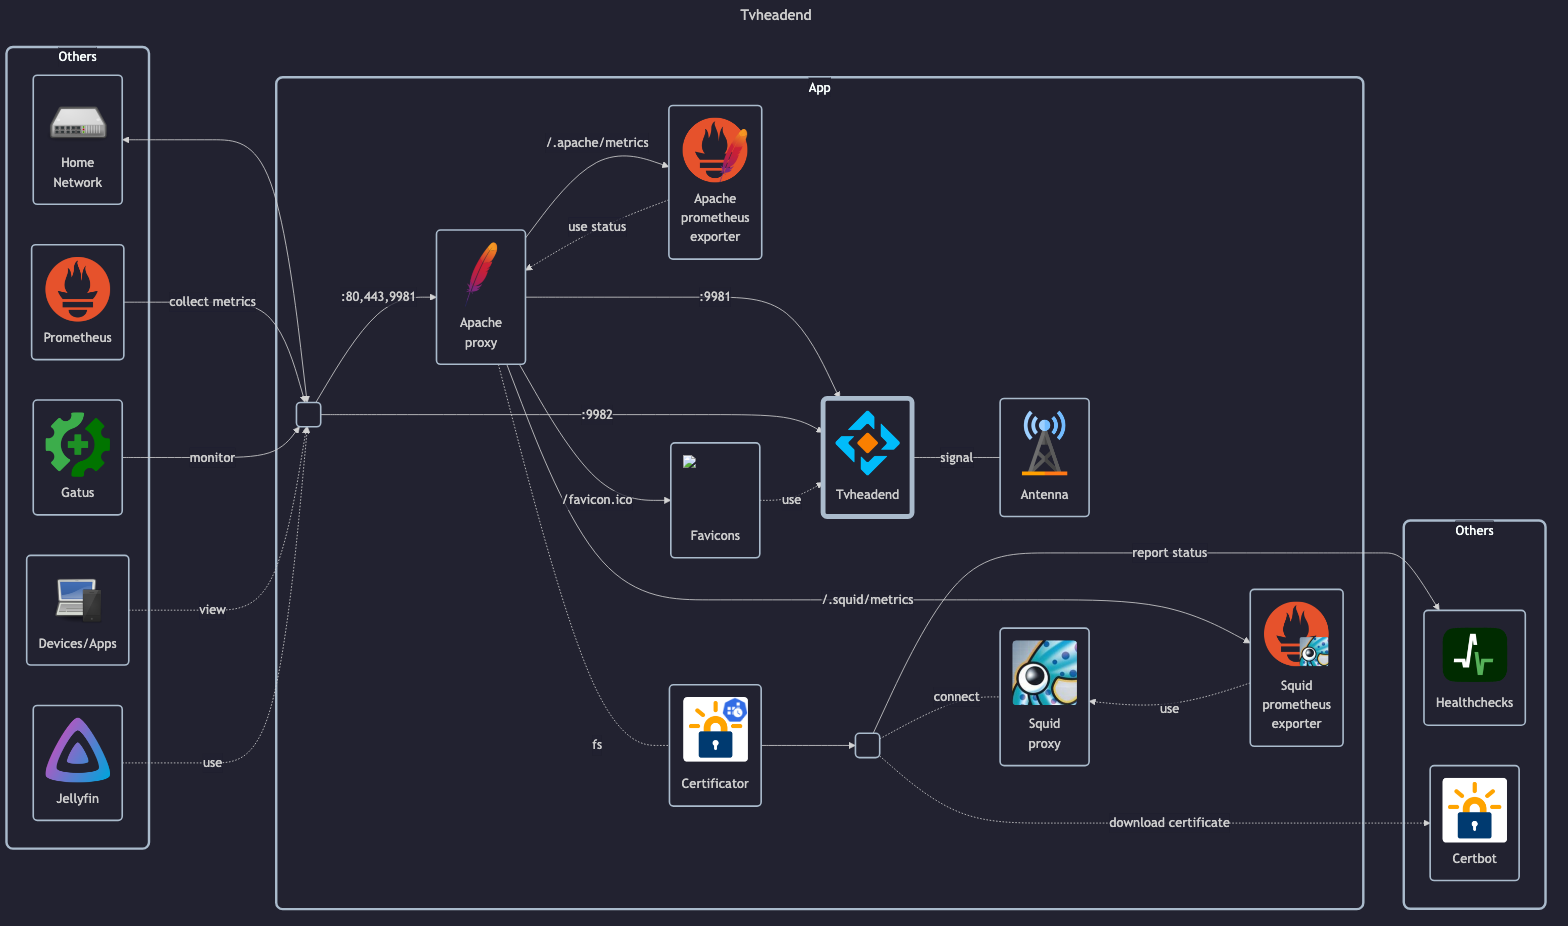 Tvheadend
Others
Home
Network
Prometheus
Gatus
Devices/Apps
Jellyfin
collect metrics
monitor
view
use
App
:80,443,9981
Apache
proxy
/.apache/metrics
use status
Apache
prometheus
exporter
:9981
:9982
/favicon.ico
Favicons
use
Tvheadend
signal
Antenna
/.squid/metrics
fs
Certificator
connect
Squid
proxy
use
Squid
prometheus
exporter
report status
download certificate
Others
Healthchecks
Certbot